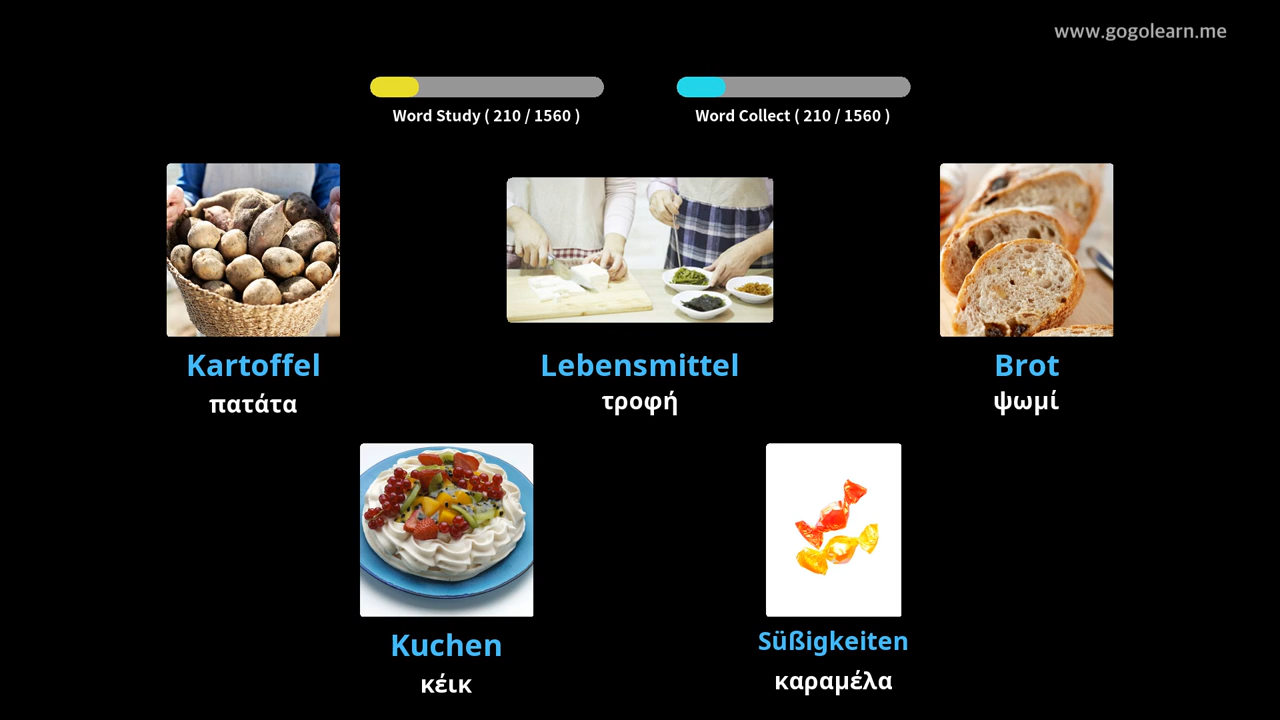 www.gogolearn.me
Word Study ( 210 / 1560 )
Word Collect ( 210 / 1560 )
Kartoffel
πατάτα
Lebensmittel
τροφή
Brot
ψωμί
Kuchen
κέικ
Süßigkeiten
καραμέλα